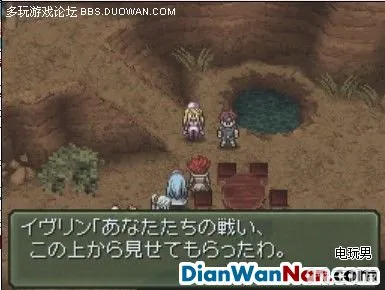 多玩游戏论坛 BBS.DUOWAN.COM
イヴリン「あなたたちの戦い、
この上から見せてもらったわ。
电玩男
DianWanNan.com